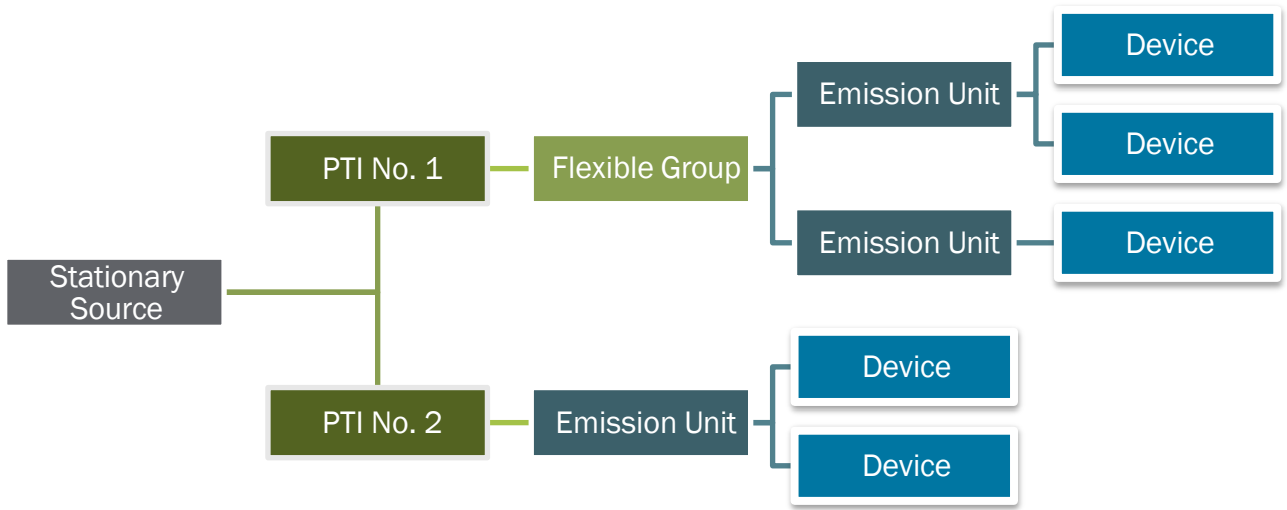 Device
Emission Unit
Device
PTI No. 1
Flexible Group
Emission Unit
Device
Stationary
Source
Device
PTI No. 2
Emission Unit
Device